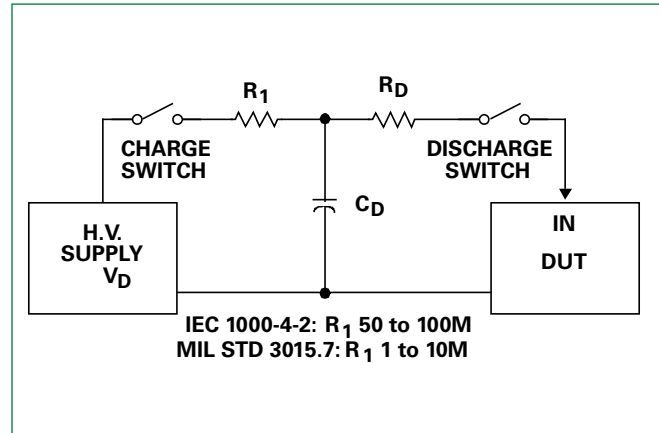 R1
RD
CHARGE
SWITCH
DISCHARGE
SWITCH
CD
H.V.
SUPPLY
VD
IN
DUT
IEC 1000-4-2: R1 50 to 100M
MIL STD 3015.7: R1 1 to 10M